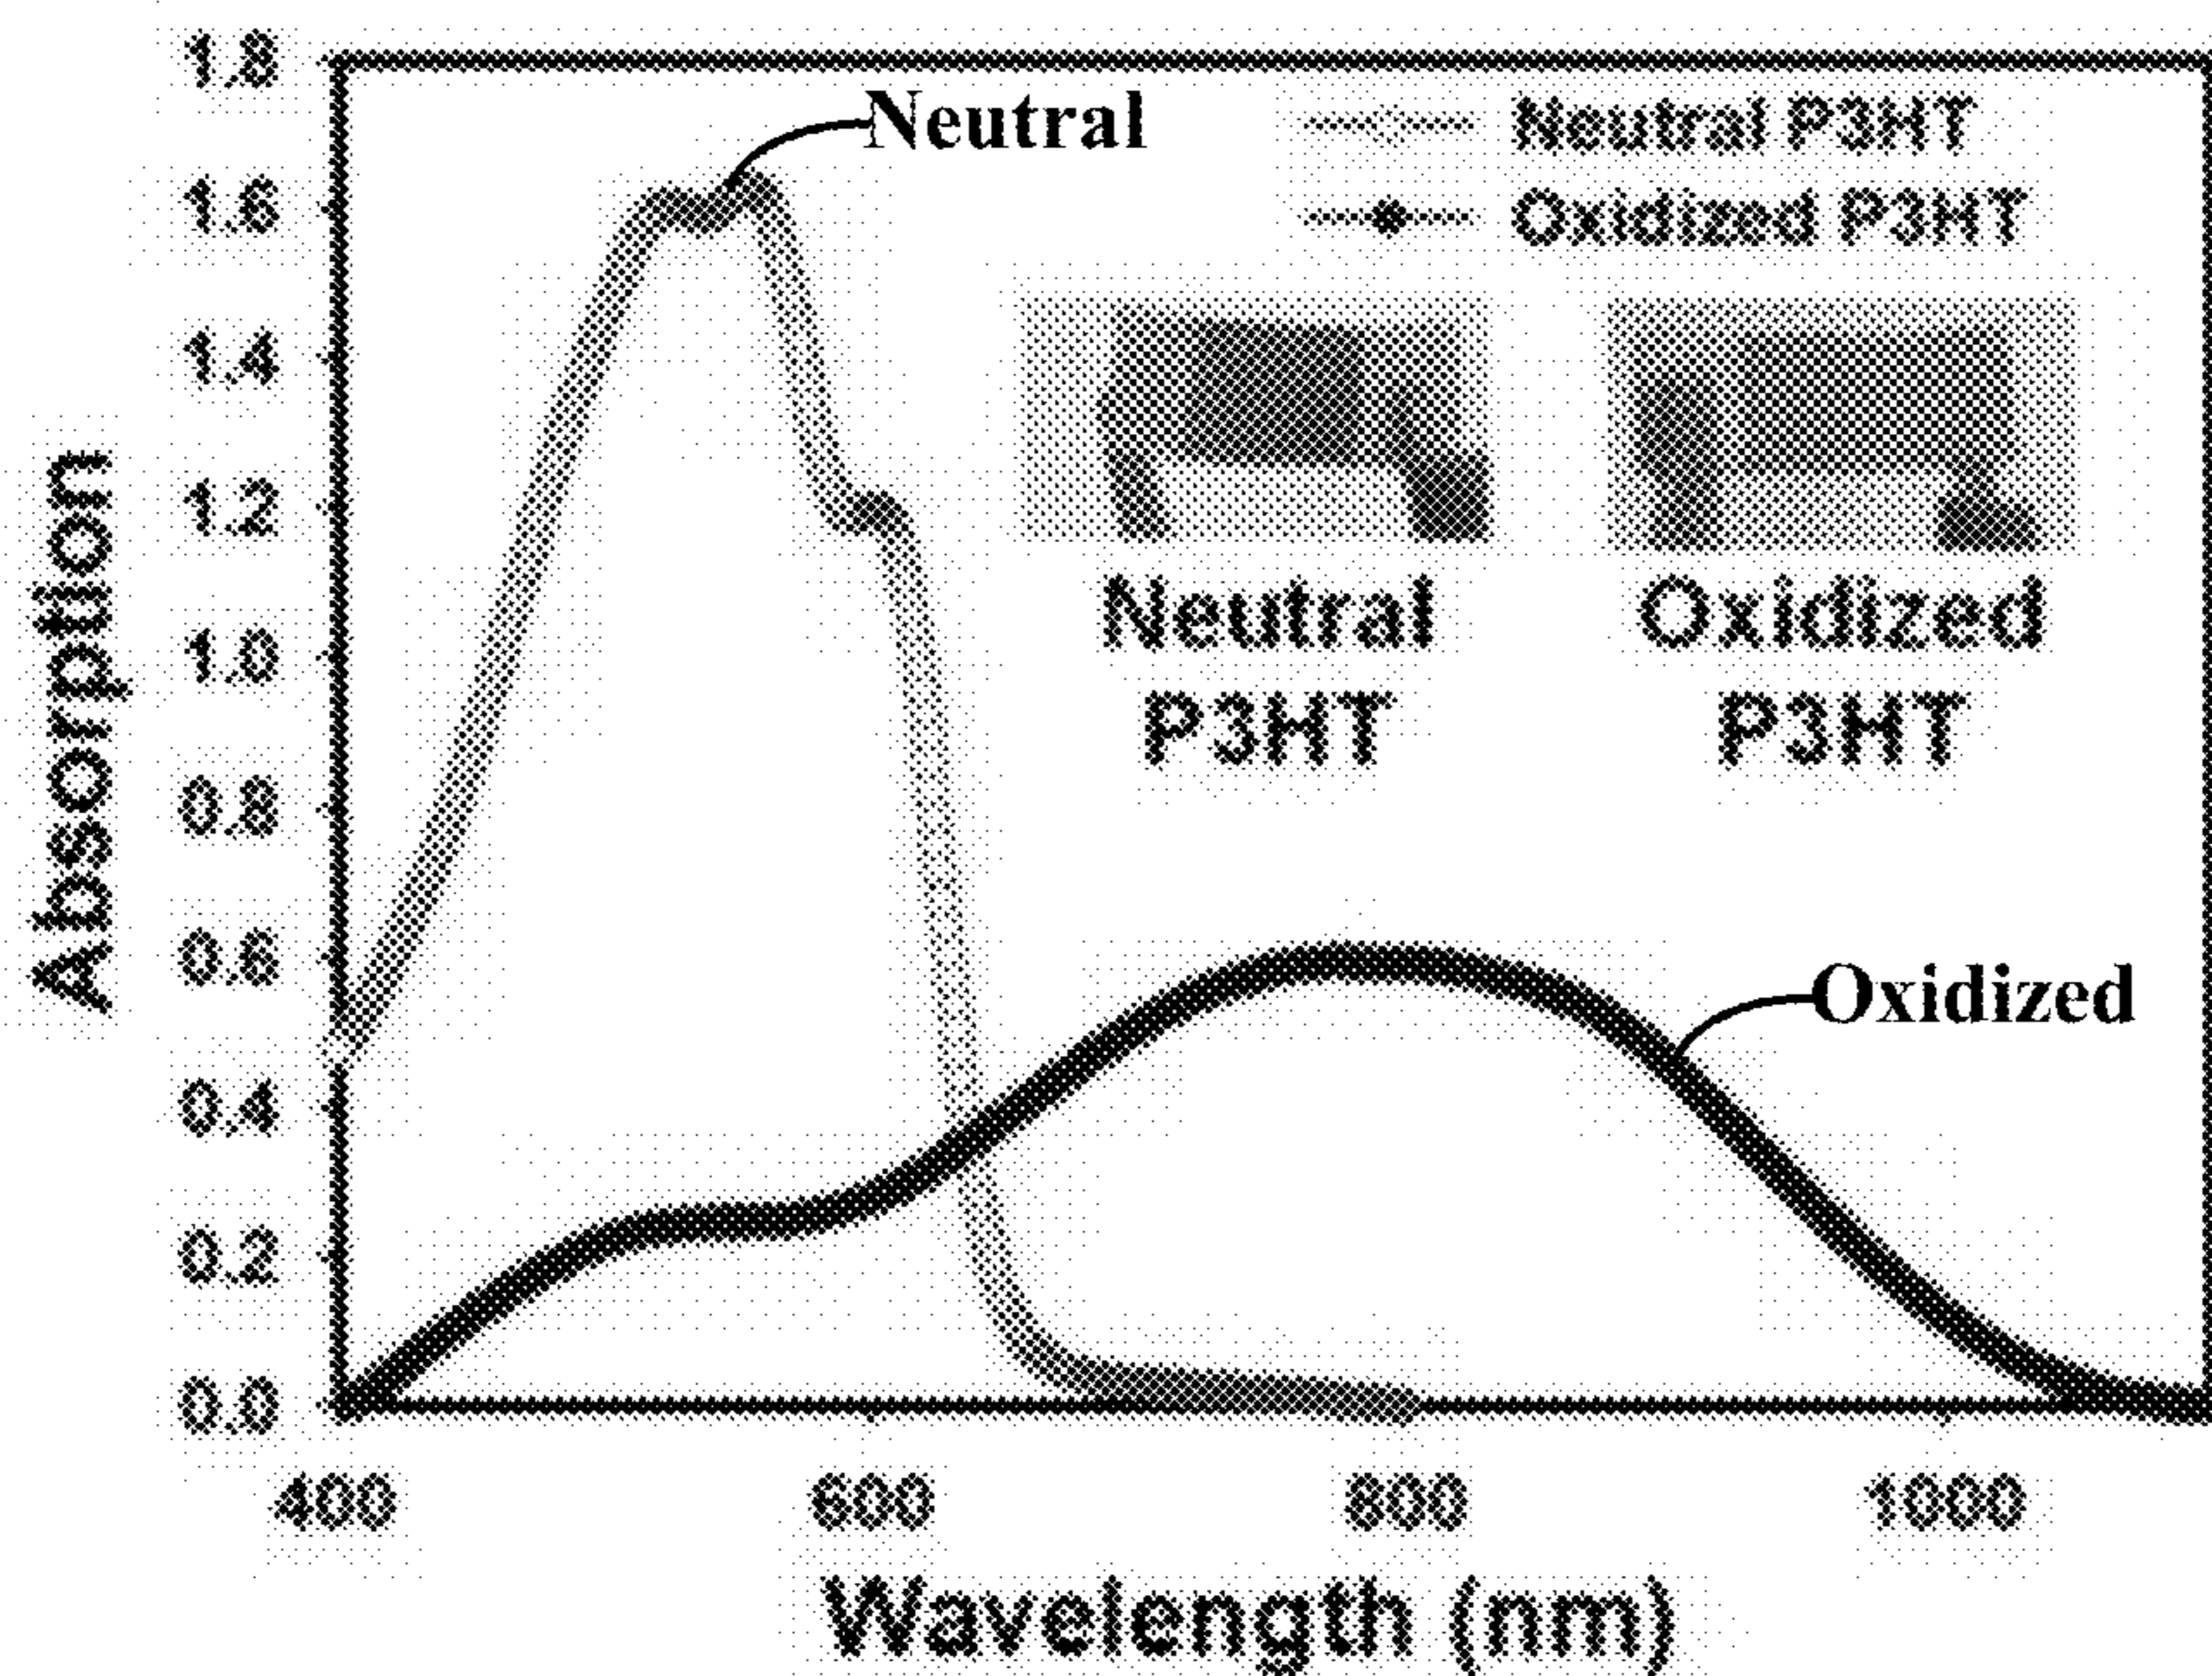 1.8
1.6
1.4
1.2
1.0
0.8
0.6
0.4
0.2
0.0
Absorption
Neutral
Neutral P3HT
Oxidized P3HT
Neutral
P3HT
Oxidized
P3HT
Oxidized
400 600 800 1000
Wavelength (nm)